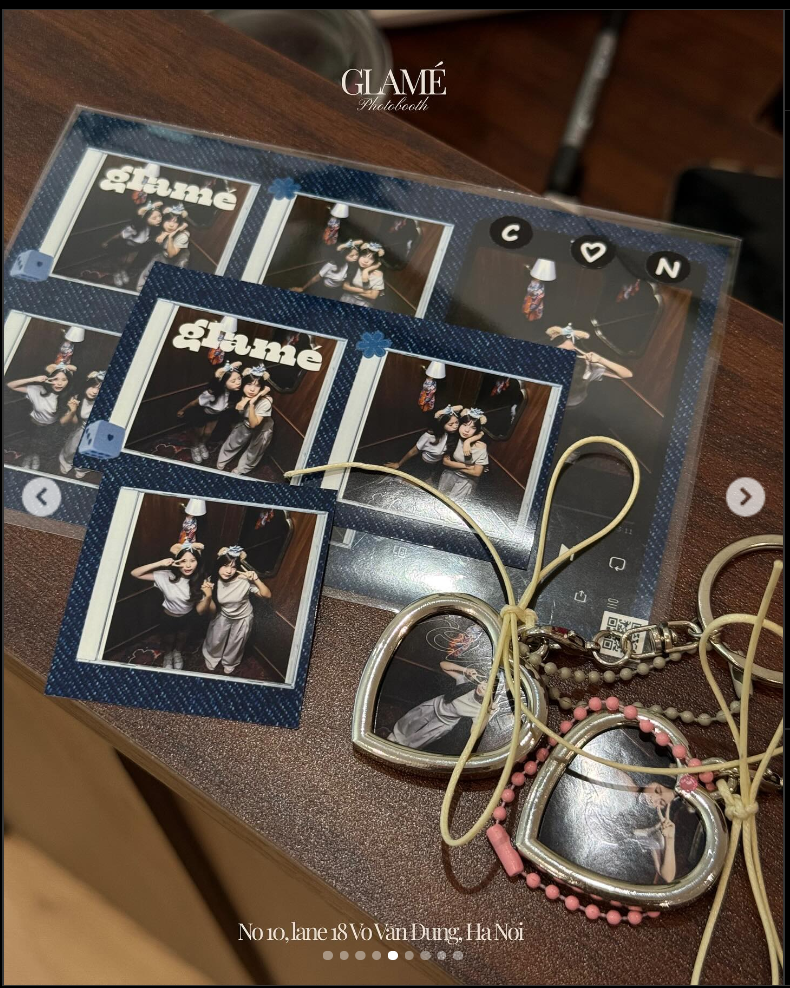 GLAMÉ
Photobooth
glamé
C ♡ N
glamé
No 10, lane 18 Vo Van Dung, Ha Noi